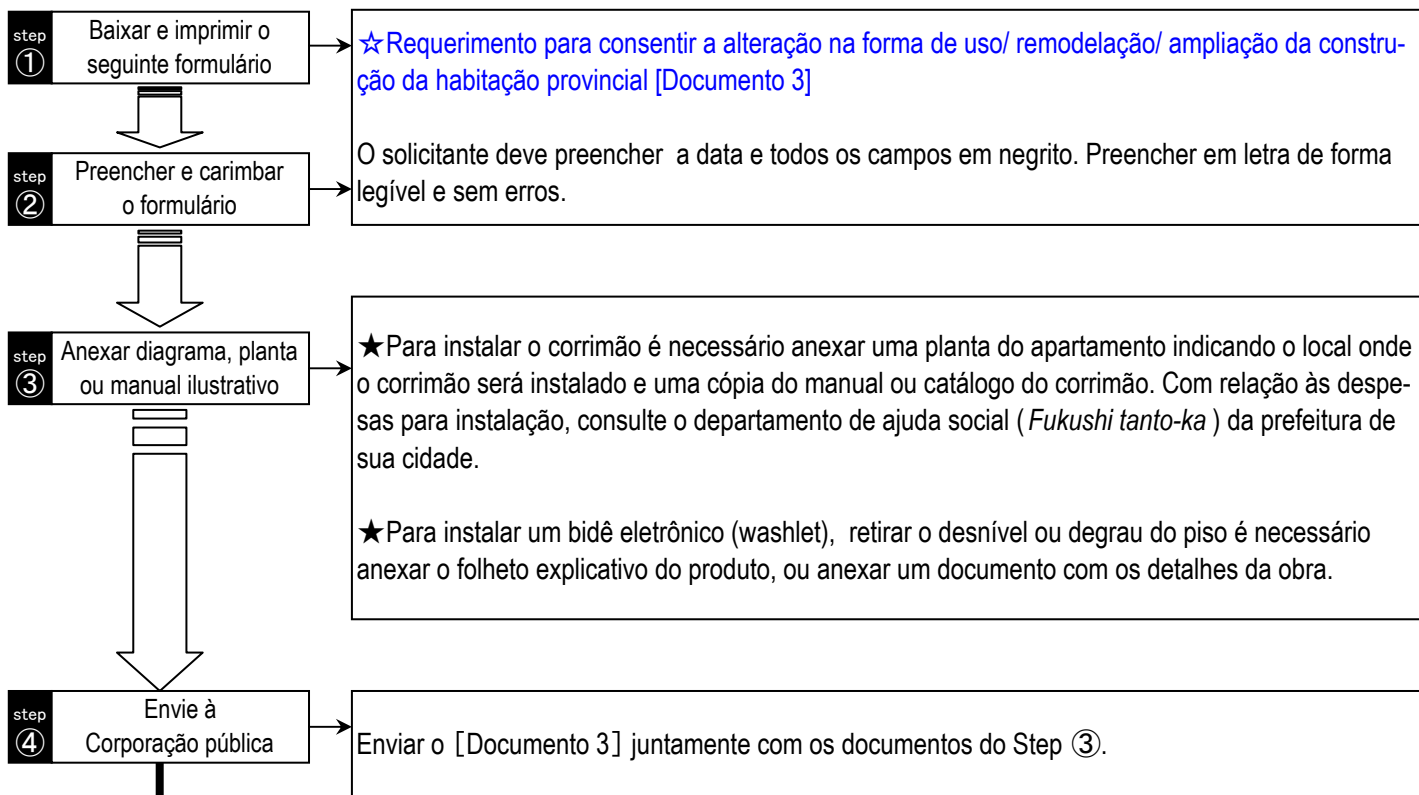 step
①
Baixar e imprimir o
seguinte formulário
☆Requerimento para consentir a alteração na forma de uso/ remodelação/ ampliação da constru-
ção da habitação provincial [Documento 3]
step
②
Preencher e carimbar
o formulário
O solicitante deve preencher  a data e todos os campos em negrito. Preencher em letra de forma
legível e sem erros.
step
③
Anexar diagrama, planta
ou manual ilustrativo
★Para instalar o corrimão é necessário anexar uma planta do apartamento indicando o local onde
o corrimão será instalado e uma cópia do manual ou catálogo do corrimão. Com relação às despe-
sas para instalação, consulte o departamento de ajuda social ( Fukushi tanto-ka ) da prefeitura de
sua cidade.
★Para instalar um bidê eletrônico (washlet),  retirar o desnível ou degrau do piso é necessário
anexar o folheto explicativo do produto, ou anexar um documento com os detalhes da obra.
step
④
Envie à
Corporação pública
Enviar o［Documento 3］juntamente com os documentos do Step ③.